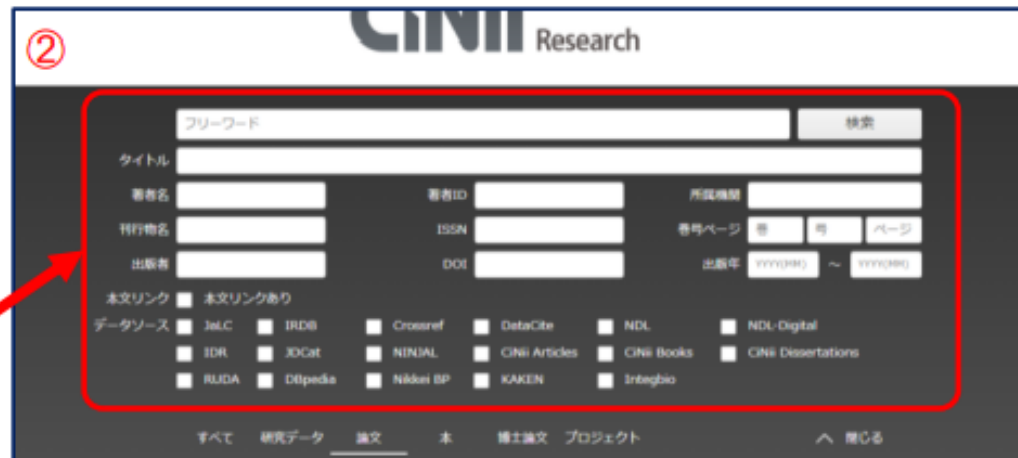 ②
CiNii Research
フリーワード 検索
タイトル
著者名 著者ID 所属機関
刊行物名 ISSN 巻号ページ 巻 号 ページ
出版者 DOI 出版年 YYYY(MM) ～ YYYY(MM)
本文リンク 本文リンクあり
データソース JaLC IRDB Crossref DataCite NDL NDL-Digital
IDR JDCat NINJAL CiNii Articles CiNii Books CiNii Dissertations
RUDA DBpedia Nikkei BP KAKEN Integbio
すべて 研究データ 論文 本 博士論文 プロジェクト ヘ 閉じる